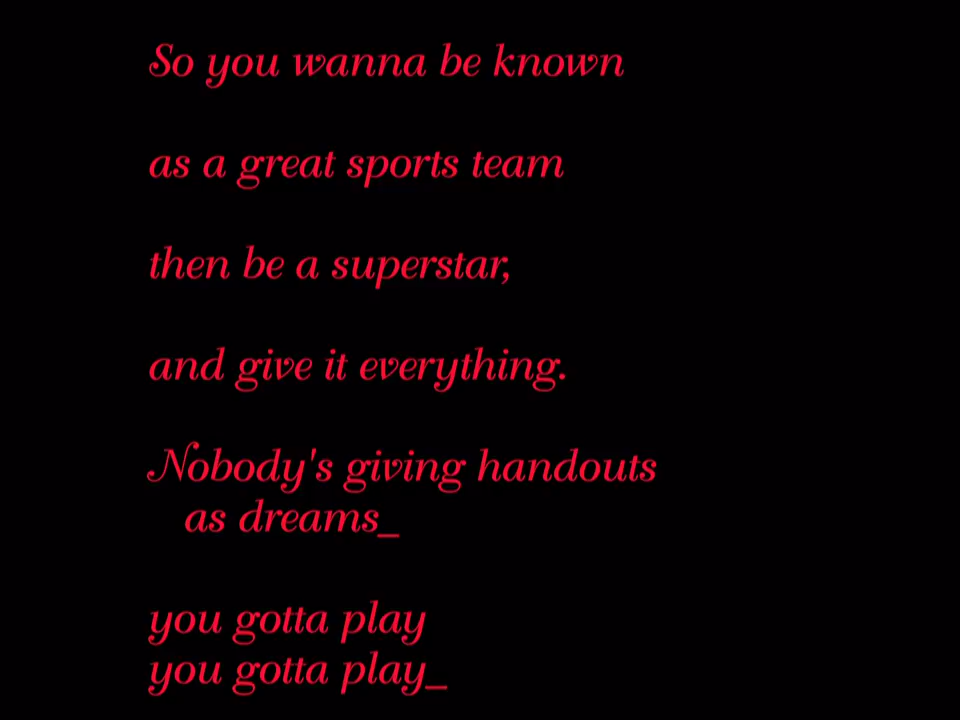 So you wanna be known
as a great sports team
then be a superstar,
and give it everything.
Nobody's giving handouts
as dreams_
you gotta play
you gotta play_